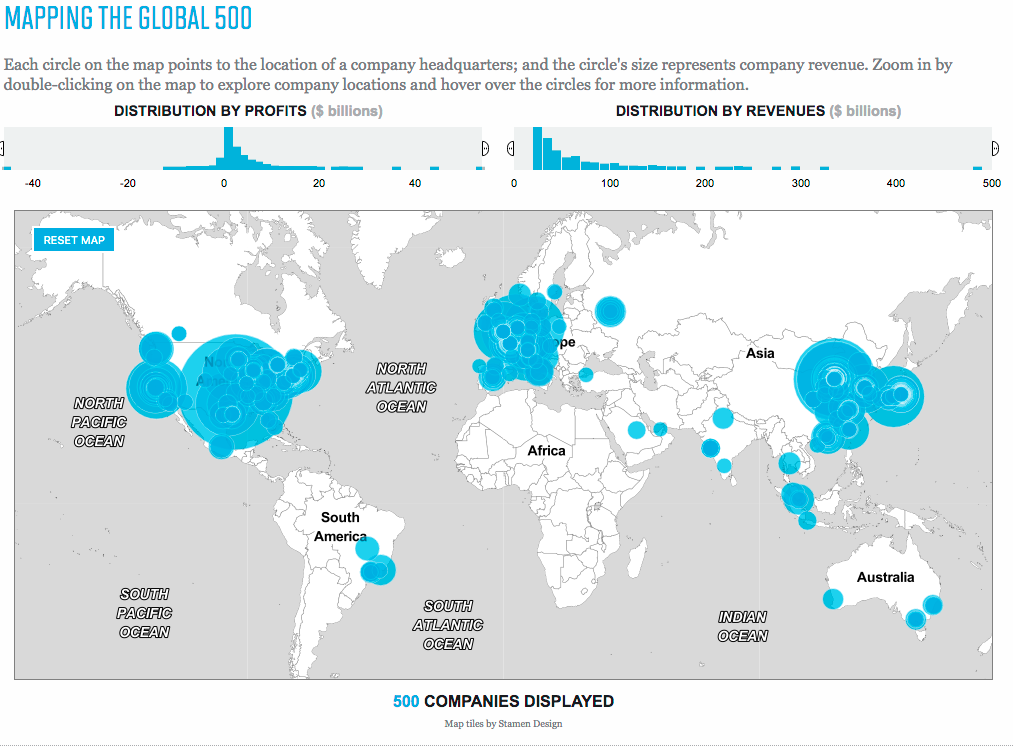 MAPPING THE GLOBAL 500
Each circle on the map points to the location of a company headquarters; and the circle's size represents company revenue. Zoom in by
double-clicking on the map to explore company locations and hover over the circles for more information.
DISTRIBUTION BY PROFITS ($ billions)
DISTRIBUTION BY REVENUES ($ billions)
-40 -20 0 20 40
0 100 200 300 400 500
RESET MAP
Asia
NORTH
ATLANTIC
OCEAN
NORTH
PACIFIC
OCEAN
Africa
South
America
Australia
SOUTH
PACIFIC
OCEAN
SOUTH
ATLANTIC
OCEAN
INDIAN
OCEAN
500 COMPANIES DISPLAYED
Map tiles by Stamen Design